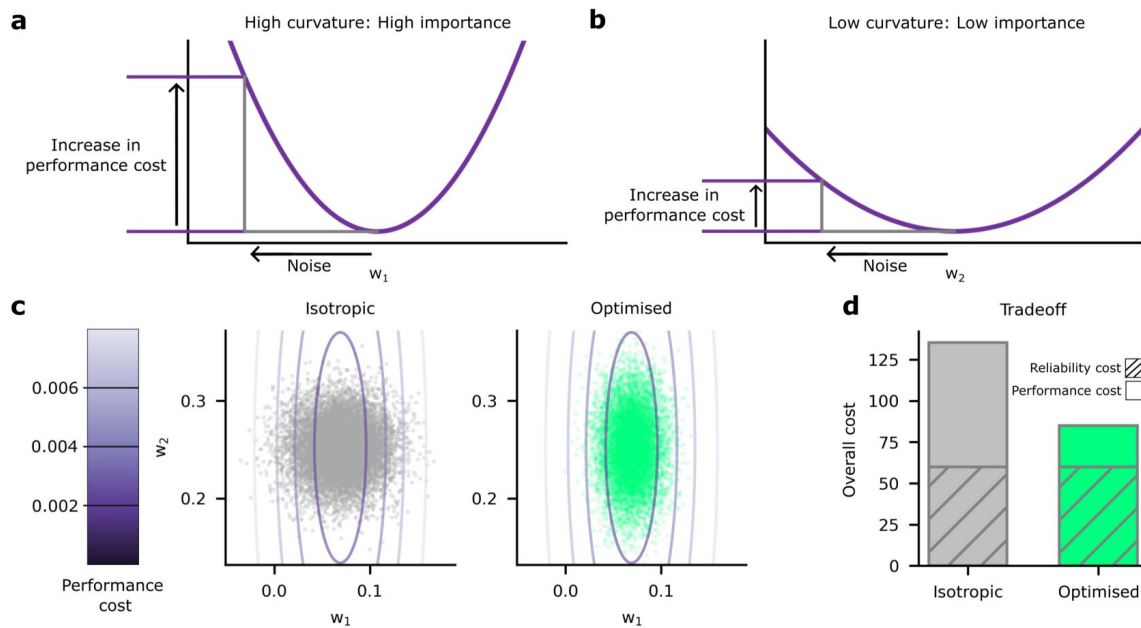 a
High curvature: High importance
Increase in
performance cost
Noise
w1
b
Low curvature: Low importance
Increase in
performance cost
Noise
w2
c
0.006
0.004
0.002
Performance
cost
Isotropic
w2
0.3
0.2
0.0
0.1
w1
Optimised
0.3
0.2
0.0
0.1
w1
d
Tradeoff
Reliability cost
Performance cost
Overall cost
125
100
75
50
25
0
Isotropic
Optimised